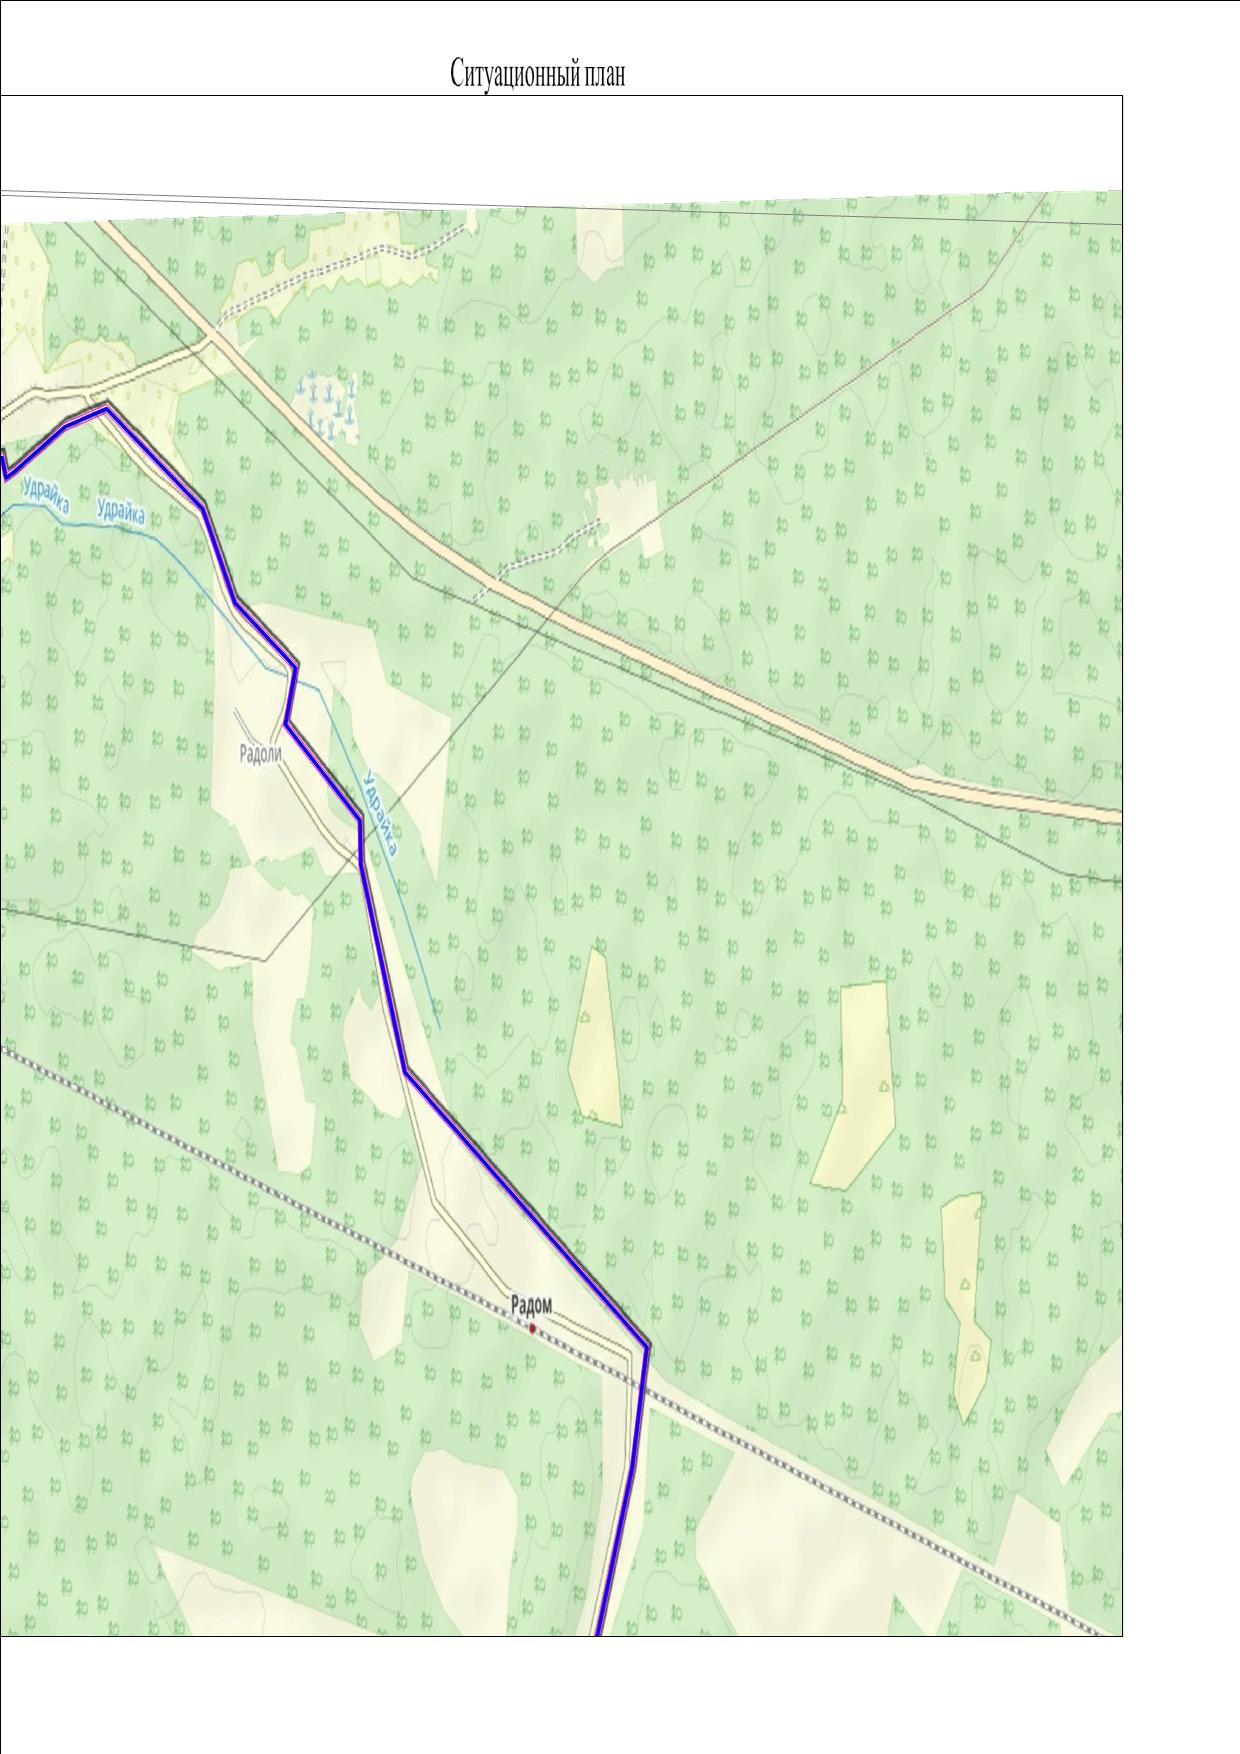 Ситуационный план
Удрайка
Удрайка
Радоли
Удрайка
Радом